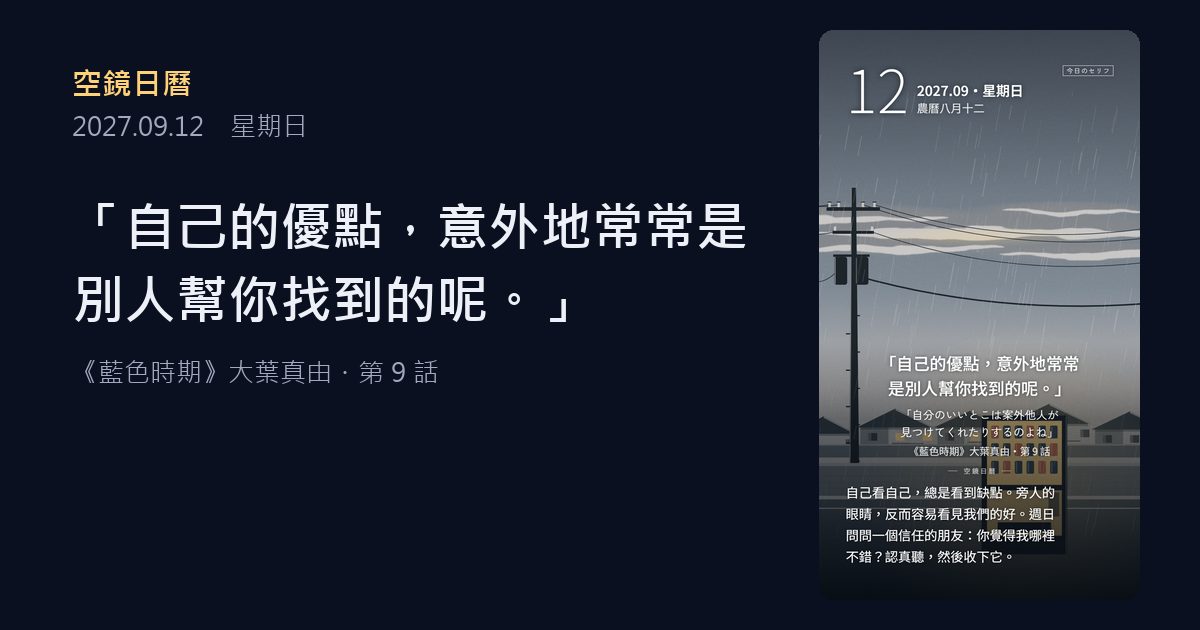 空鏡日曆
2027.09.12　星期日
「自己的優點，意外地常常是
別人幫你找到的呢。」
《藍色時期》大葉真由・第 9 話
今日のセリフ
12
2027.09・星期日
農曆八月十二
「自己的優點，意外地常常
是別人幫你找到的呢。」
「自分のいいとこは案外他人が
見つけてくれたりするのよね」
《藍色時期》大葉真由・第 9 話
— 空鏡日曆 —
自己看自己，總是看到缺點。旁人的
眼睛，反而容易看見我們的好。週日
問問一個信任的朋友：你覺得我哪裡
不錯？認真聽，然後收下它。